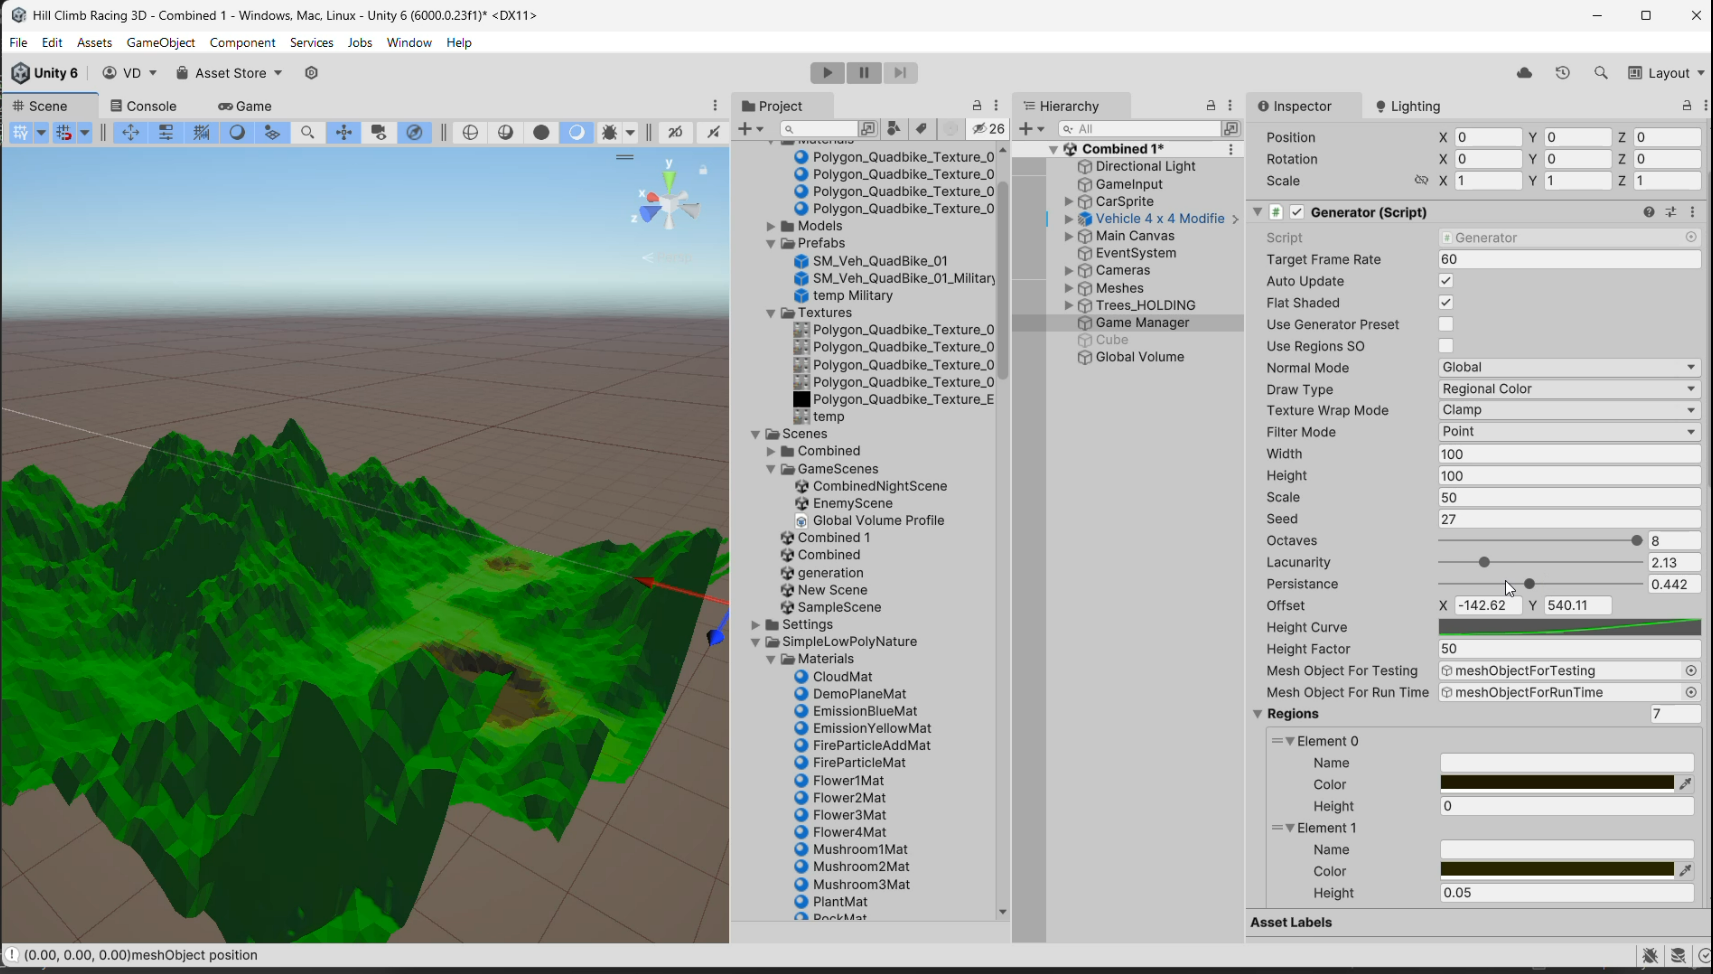 Hill Climb Racing 3D - Combined 1 - Windows, Mac, Linux - Unity 6 (6000.0.23f1)* <DX11>
File Edit Assets GameObject Component Services Jobs Window Help
Unity 6 VD Asset Store Layout
Scene Console Game
Project
26
Materials
Polygon_Quadbike_Texture_0
Polygon_Quadbike_Texture_0
Polygon_Quadbike_Texture_0
Polygon_Quadbike_Texture_0
Models
Prefabs
SM_Veh_QuadBike_01
SM_Veh_QuadBike_01_Military
temp Military
Textures
Polygon_Quadbike_Texture_0
Polygon_Quadbike_Texture_0
Polygon_Quadbike_Texture_0
Polygon_Quadbike_Texture_0
Polygon_Quadbike_Texture_E
temp
Scenes
Combined
GameScenes
CombinedNightScene
EnemyScene
Global Volume Profile
Combined 1
Combined
generation
New Scene
SampleScene
Settings
SimpleLowPolyNature
Materials
CloudMat
DemoPlaneMat
EmissionBlueMat
EmissionYellowMat
FireParticleAddMat
FireParticleMat
Flower1Mat
Flower2Mat
Flower3Mat
Flower4Mat
Mushroom1Mat
Mushroom2Mat
Mushroom3Mat
PlantMat
RockMat
Hierarchy
All
Combined 1*
Directional Light
GameInput
CarSprite
Vehicle 4 x 4 Modifie
Main Canvas
EventSystem
Cameras
Meshes
Trees_HOLDING
Game Manager
Cube
Global Volume
Inspector Lighting
Position X 0 Y 0 Z 0
Rotation X 0 Y 0 Z 0
Scale X 1 Y 1 Z 1
# Generator (Script)
Script Generator
Target Frame Rate 60
Auto Update
Flat Shaded
Use Generator Preset
Use Regions SO
Normal Mode Global
Draw Type Regional Color
Texture Wrap Mode Clamp
Filter Mode Point
Width 100
Height 100
Scale 50
Seed 27
Octaves 8
Lacunarity 2.13
Persistance 0.442
Offset X -142.62 Y 540.11
Height Curve
Height Factor 50
Mesh Object For Testing meshObjectForTesting
Mesh Object For Run Time meshObjectForRunTime
Regions 7
Element 0
Name
Color
Height 0
Element 1
Name
Color
Height 0.05
Asset Labels
y
x
z
(0.00, 0.00, 0.00)meshObject position